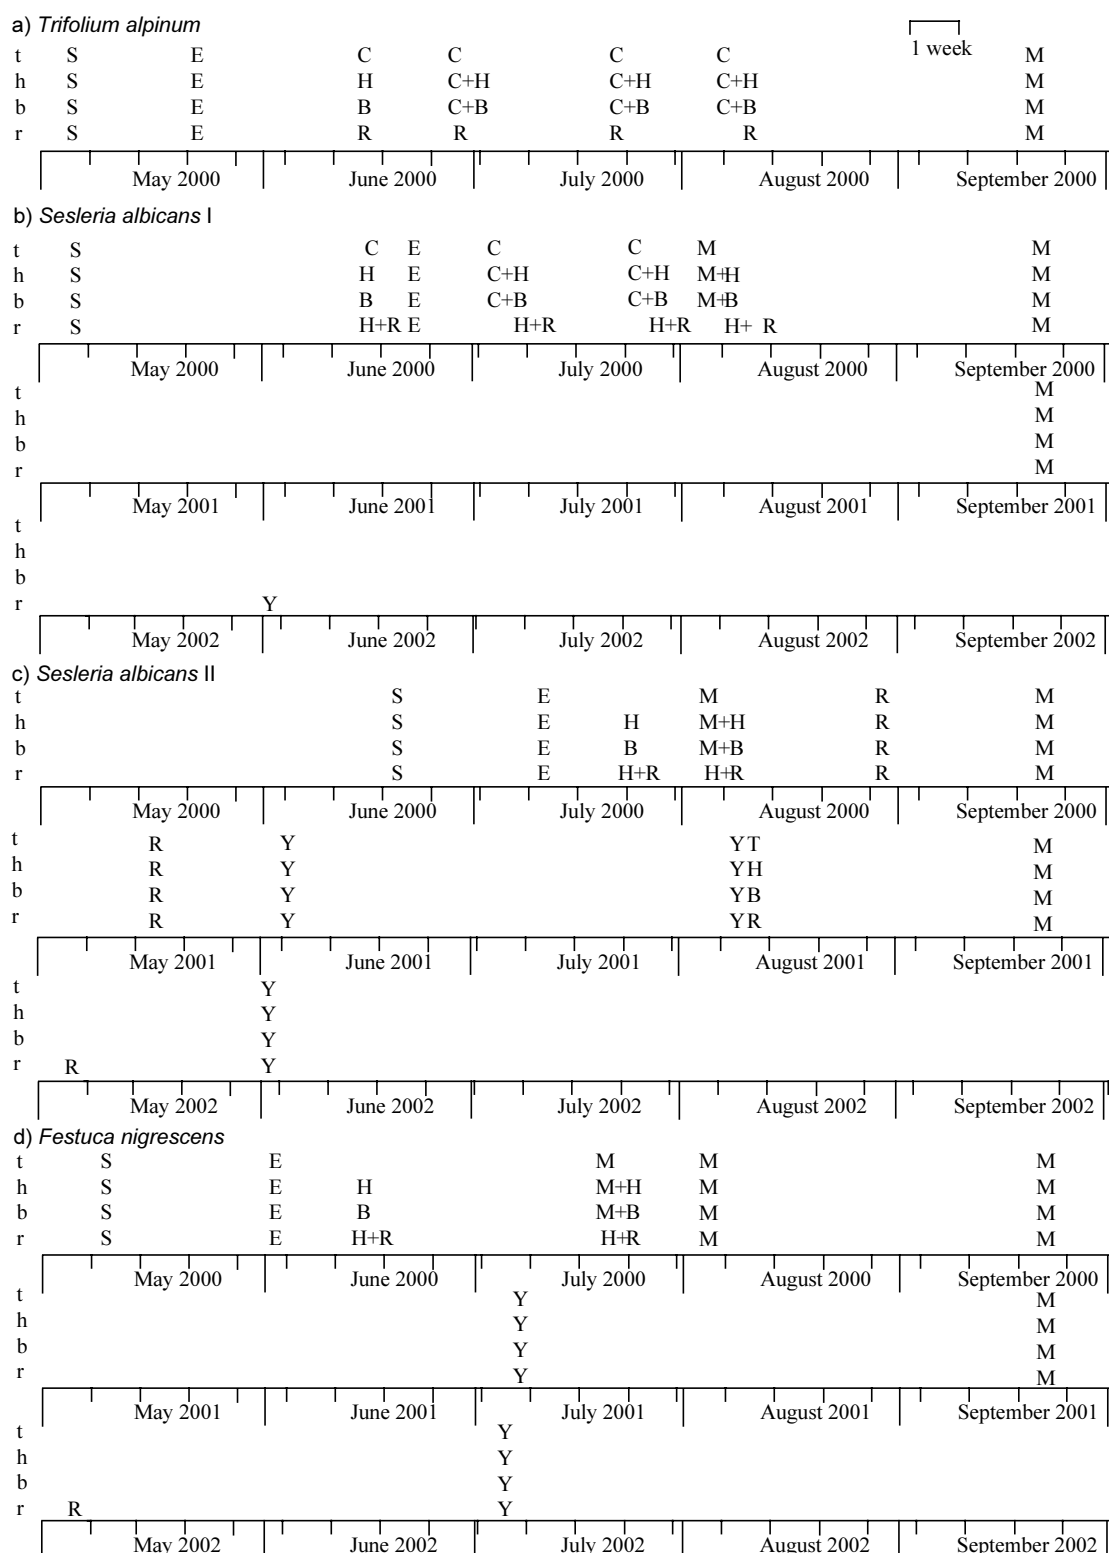 a) Trifolium alpinum
1 week
t S E C C C C M
h S E H C+H C+H C+H M
b S E B C+B C+B C+B M
r S E R R R R M
May 2000 June 2000 July 2000 August 2000 September 2000
b) Sesleria albicans I
t S C E C C M M
h S H E C+H C+H M+H M
b S B E C+B C+B M+B M
r S H+R E H+R H+R H+ R M
May 2000 June 2000 July 2000 August 2000 September 2000
t M
h M
b M
r M
May 2001 June 2001 July 2001 August 2001 September 2001
t
h
b
r Y
May 2002 June 2002 July 2002 August 2002 September 2002
c) Sesleria albicans II
t S E M R M
h S E H M+H R M
b S E B M+B R M
r S E H+R H+R R M
May 2000 June 2000 July 2000 August 2000 September 2000
t R Y Y T M
h R Y Y H M
b R Y Y B M
r R Y Y R M
May 2001 June 2001 July 2001 August 2001 September 2001
t Y
h Y
b Y
r R Y
May 2002 June 2002 July 2002 August 2002 September 2002
d) Festuca nigrescens
t S E M M M
h S E H M+H M M
b S E B M+B M M
r S E H+R H+R M M
May 2000 June 2000 July 2000 August 2000 September 2000
t Y M
h Y M
b Y M
r Y M
May 2001 June 2001 July 2001 August 2001 September 2001
t Y
h Y
b Y
r R Y
May 2002 June 2002 July 2002 August 2002 September 2002